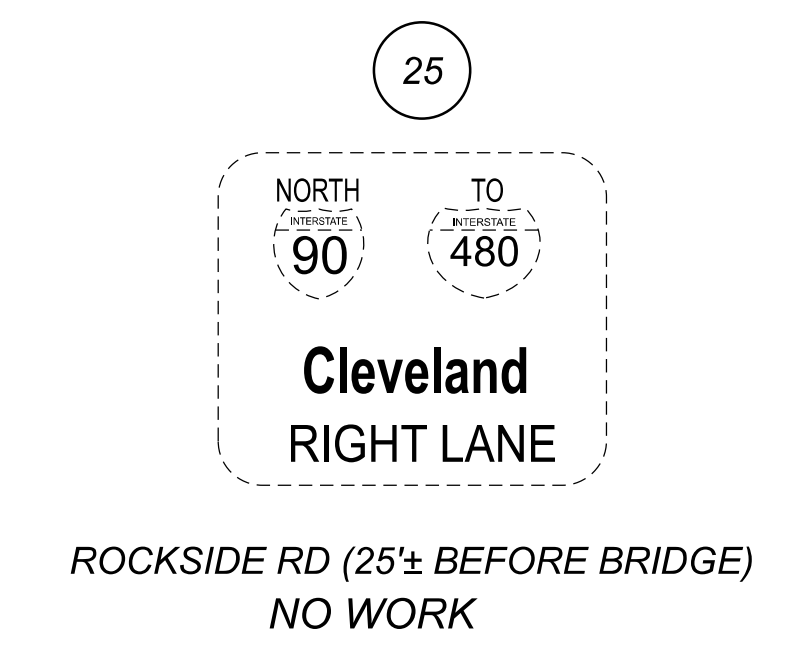 25
NORTH TO
INTERSTATE INTERSTATE
90 480
Cleveland
RIGHT LANE
ROCKSIDE RD (25'± BEFORE BRIDGE)
NO WORK